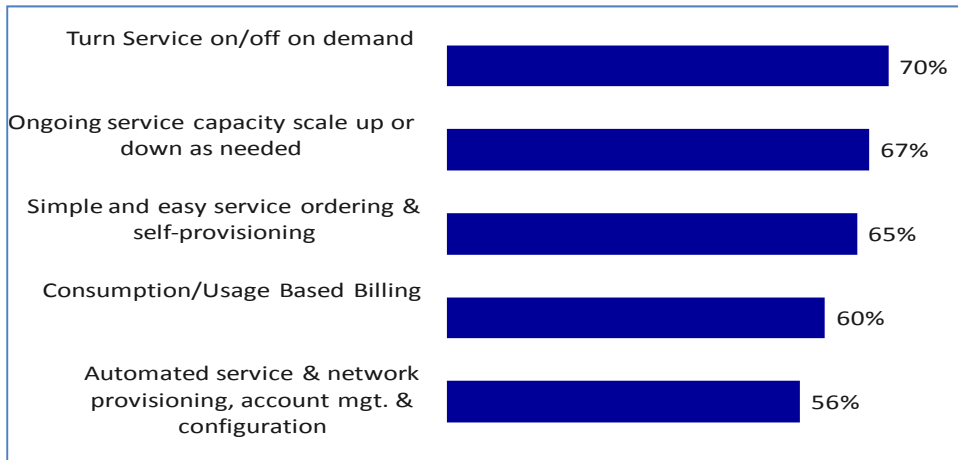 Turn Service on/off on demand
70%
Ongoing service capacity scale up or
down as needed
67%
Simple and easy service ordering &
self-provisioning
65%
Consumption/Usage Based Billing
60%
Automated service & network
provisioning, account mgt. &
configuration
56%